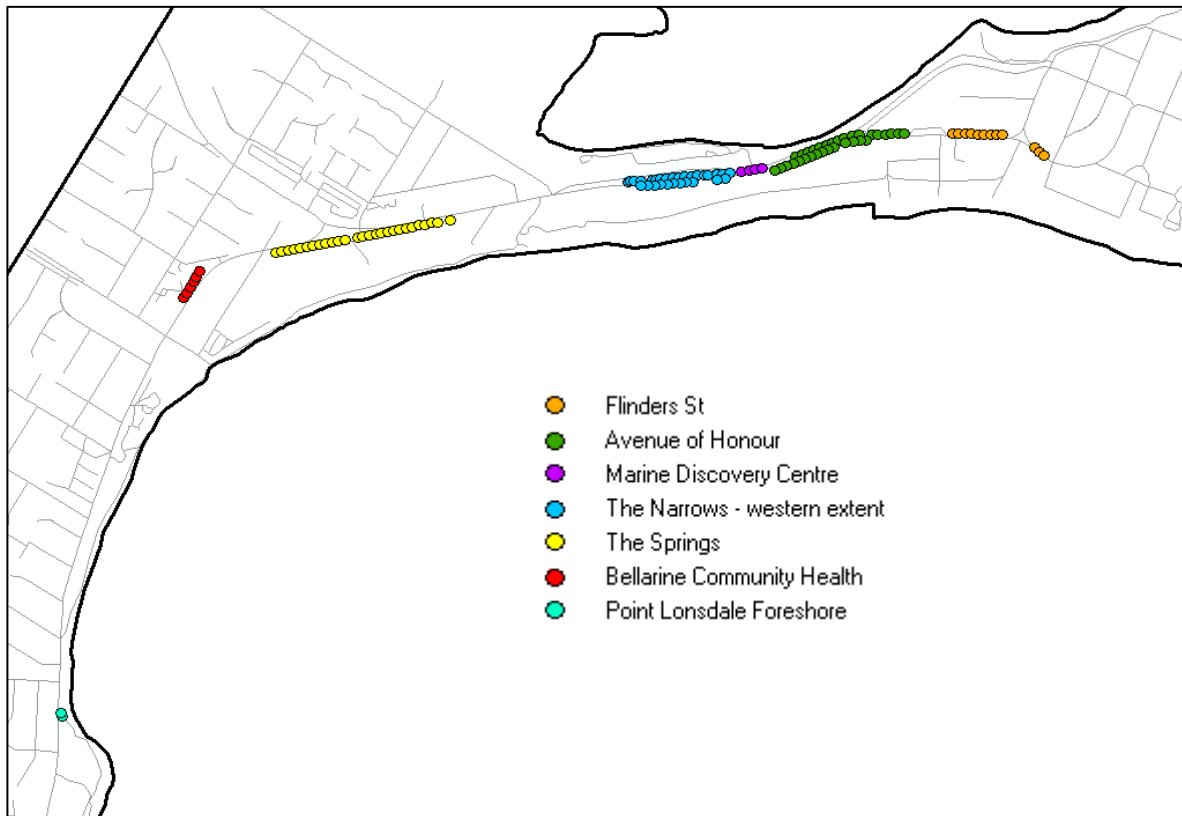 Flinders St
Avenue of Honour
Marine Discovery Centre
The Narrows - western extent
The Springs
Bellarine Community Health
Point Lonsdale Foreshore